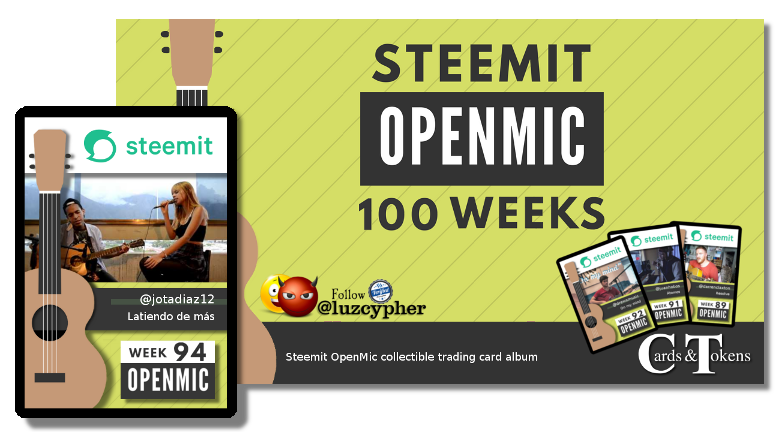 STEEMIT
OPENMIC
100 WEEKS
steemit
@jotadiaz12
Latiendo de más
WEEK 94
OPENMIC
Follow
@luzcypher
Steemit OpenMic collectible trading card album
steemit
WEEK 92
OPENMIC
steemit
WEEK 91
OPENMIC
steemit
WEEK 89
OPENMIC
Cards & Tokens